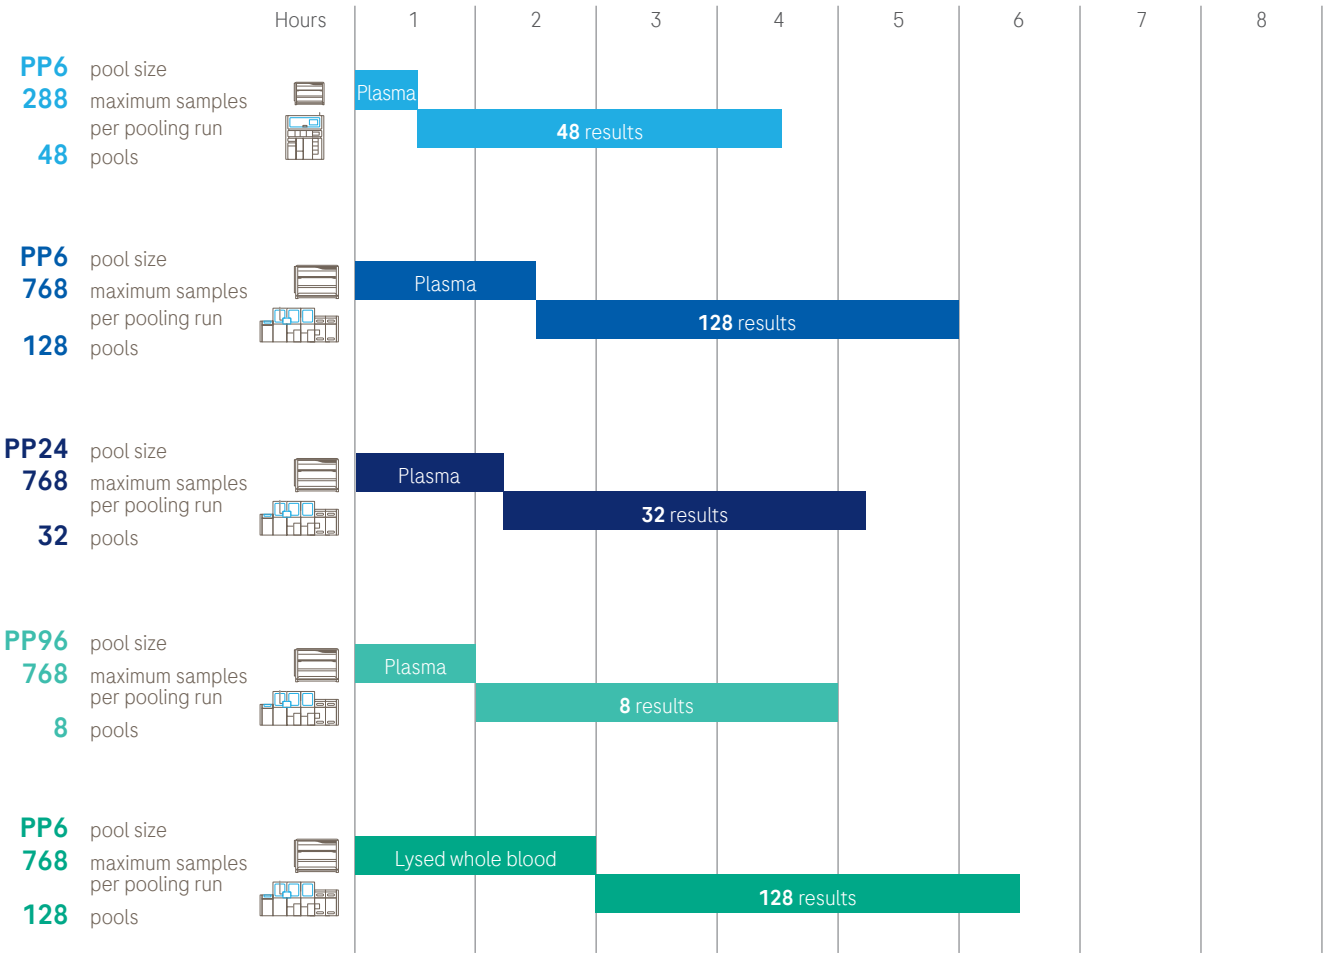 Hours 1 2 3 4 5 6 7 8
PP6 pool size
288 maximum samples
per pooling run
48 pools
Plasma
48 results
PP6 pool size
768 maximum samples
per pooling run
128 pools
Plasma
128 results
PP24 pool size
768 maximum samples
per pooling run
32 pools
Plasma
32 results
PP96 pool size
768 maximum samples
per pooling run
8 pools
Plasma
8 results
PP6 pool size
768 maximum samples
per pooling run
128 pools
Lysed whole blood
128 results